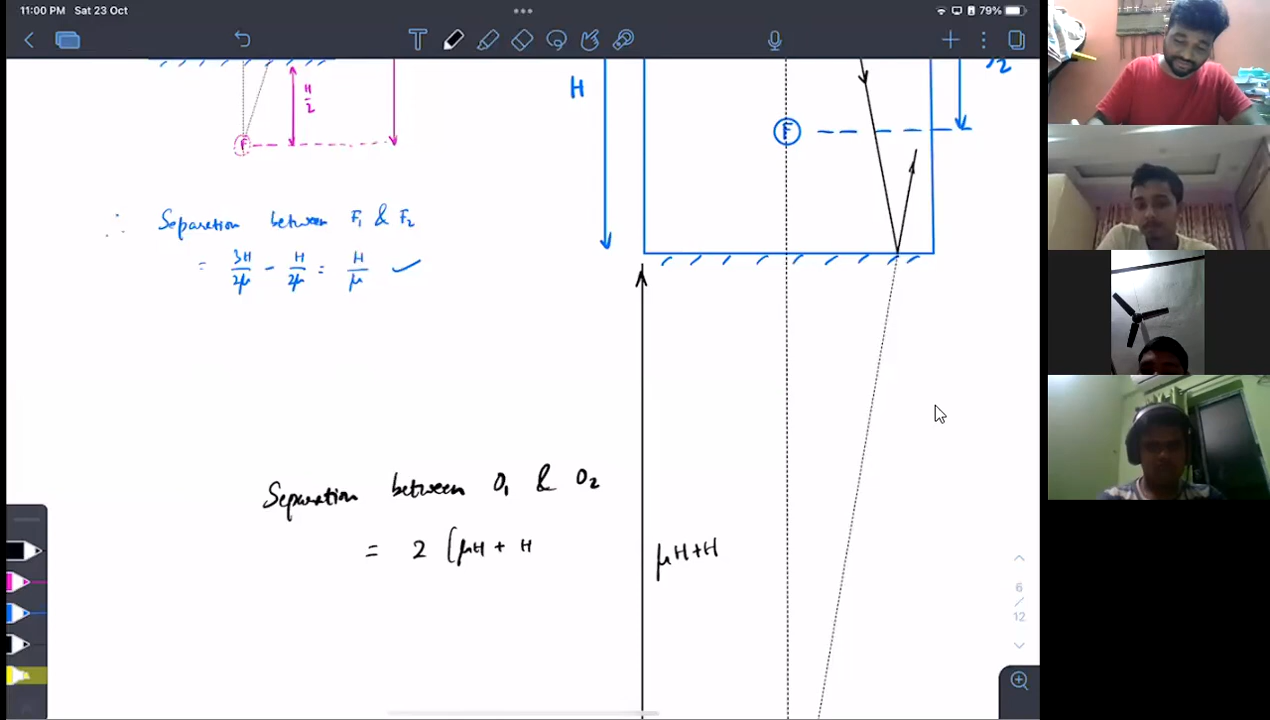 11:00 PM Sat 23 Oct
79%
T
H
H/2
F
F
∴ Separation between F₁ & F₂
= 3H/2μ - H/2μ = H/μ ✓
Separation between O₁ & O₂
= 2 (μH + H
μH+H
6
/
12